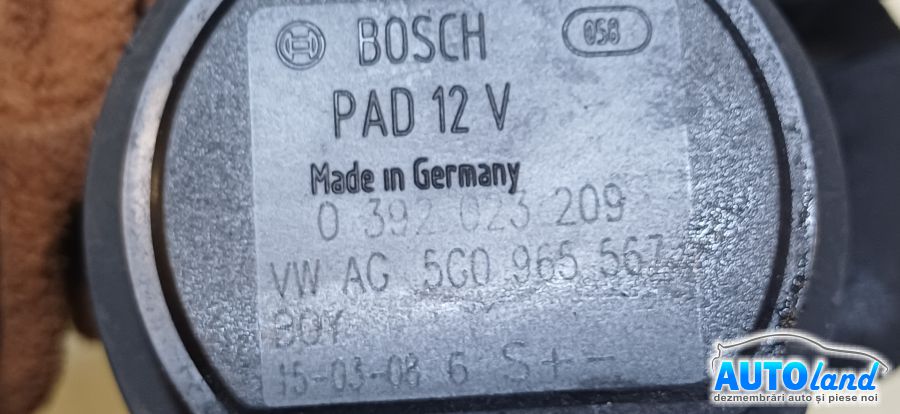 BOSCH 058
PAD 12 V
Made in Germany
0 392 023 209
VW AG 5G0 965 567
15-03-08 6 S+-
AUTOland
dezmembrări auto și piese noi